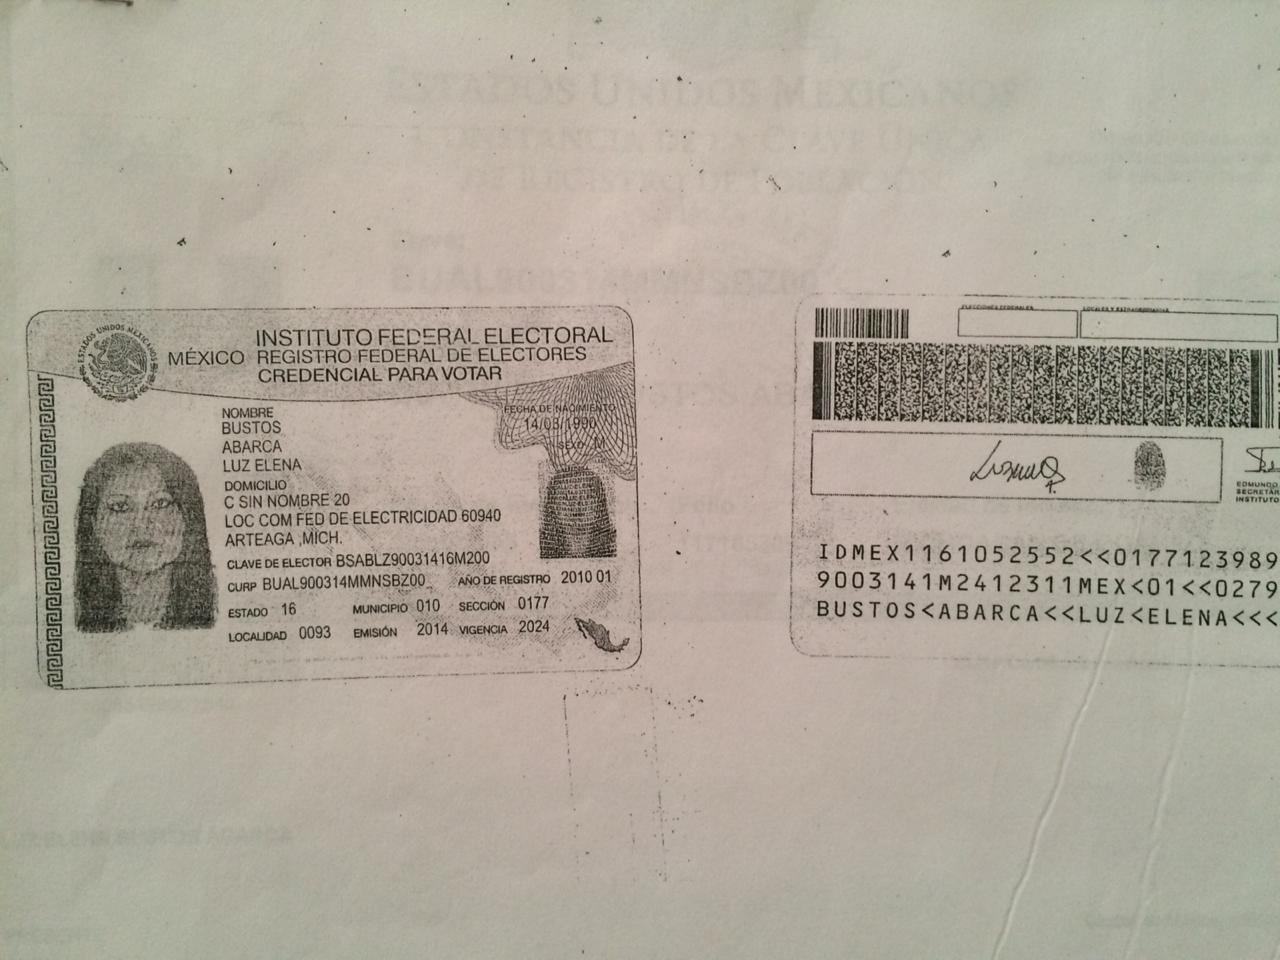 ESTADOS UNIDOS MEXICANOS
CONSTANCIA DE LA CLAVE ÚNICA
DE REGISTRO DE POBLACIÓN
Clave:
BUAL900314MMNSBZ00
ESTADOS UNIDOS MEXICANOS
MÉXICO
INSTITUTO FEDERAL ELECTORAL
REGISTRO FEDERAL DE ELECTORES
CREDENCIAL PARA VOTAR
NOMBRE
BUSTOS
ABARCA
LUZ ELENA
FECHA DE NACIMIENTO
14/03/1990
SEXO M
DOMICILIO
C SIN NOMBRE 20
LOC COM FED DE ELECTRICIDAD 60940
ARTEAGA ,MICH.
CLAVE DE ELECTOR BSABLZ90031416M200
CURP BUAL900314MMNSBZ00 AÑO DE REGISTRO 2010 01
ESTADO 16 MUNICIPIO 010 SECCIÓN 0177
LOCALIDAD 0093 EMISIÓN 2014 VIGENCIA 2024
ELECCIONES FEDERALES LOCALES Y EXTRAORDINARIAS
EDMUNDO
SECRETAR
INSTITUTO
IDMEX1161052552<<0177123989
9003141M2412311MEX<01<<0279
BUSTOS<ABARCA<<LUZ<ELENA<<<
LUZ ELENA BUSTOS ABARCA
PRESENTE